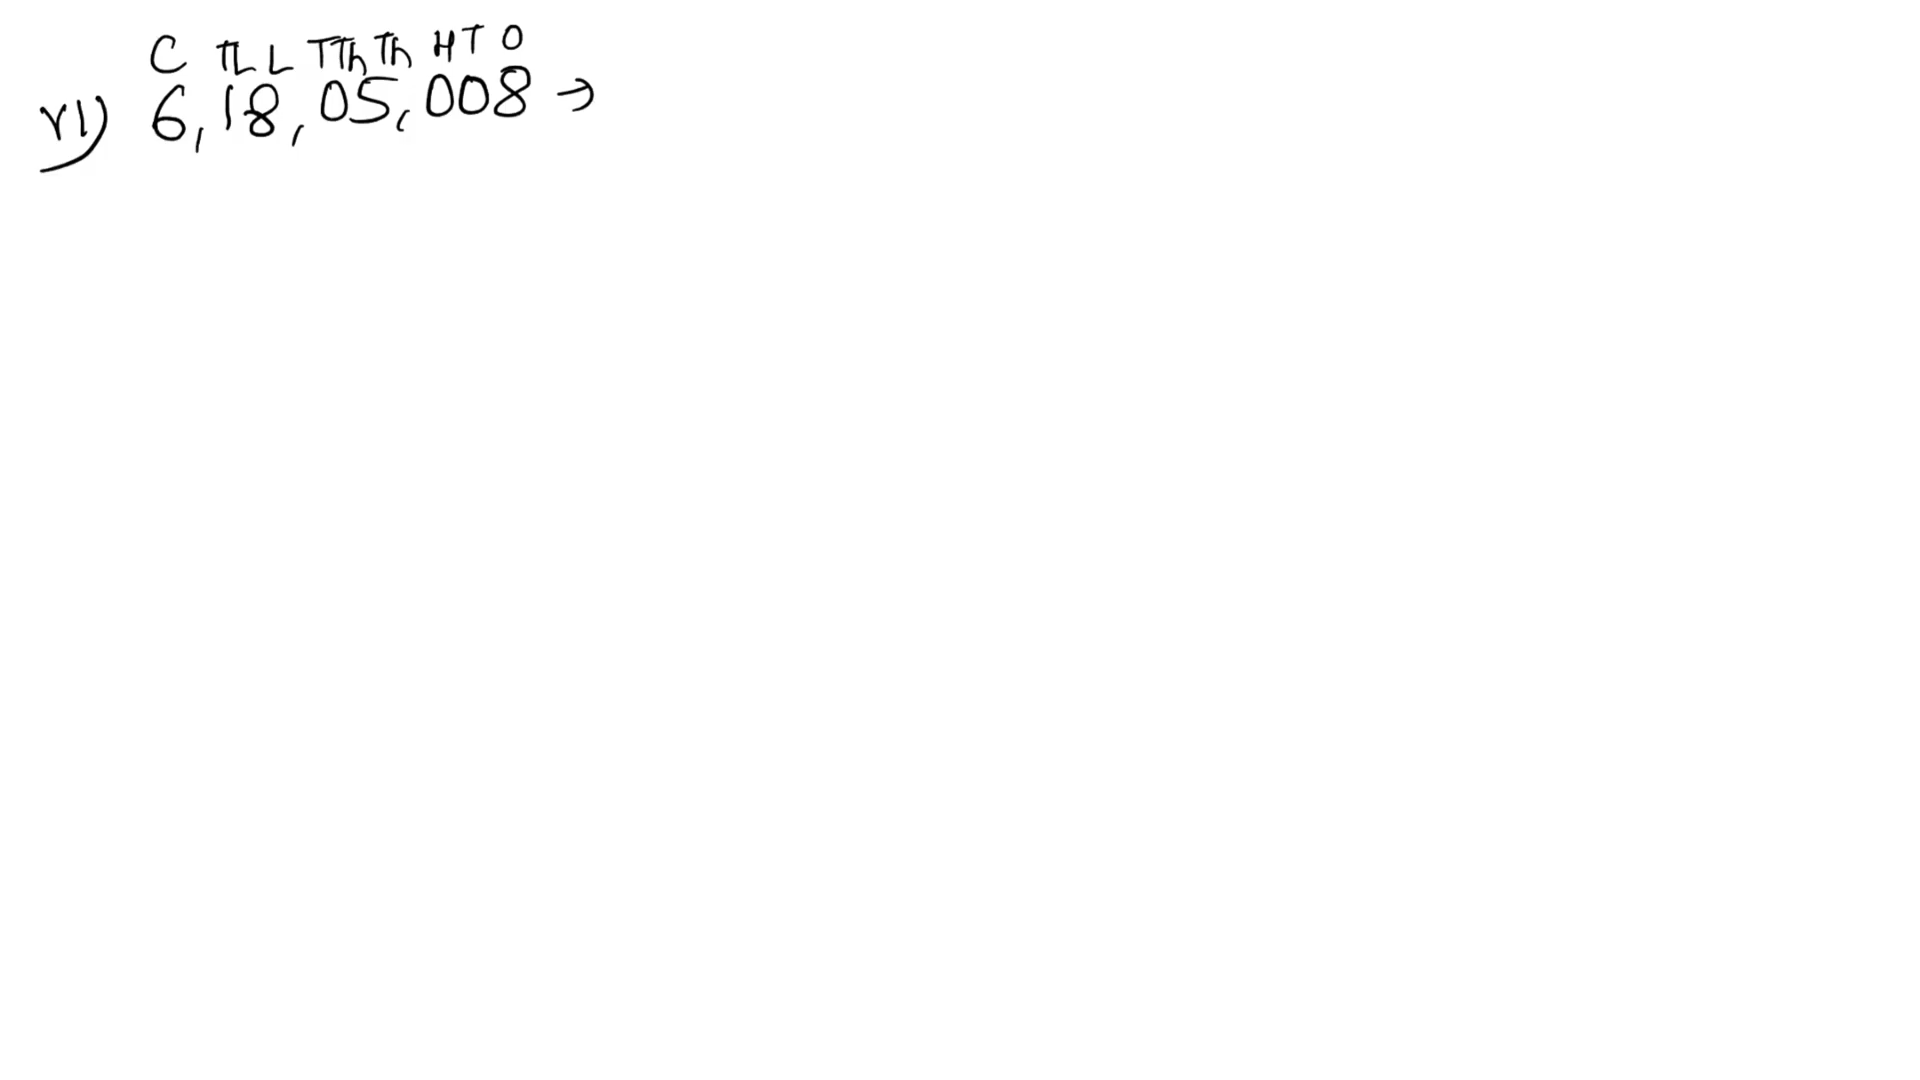 C TL L TTh Th H T O
vi) 6,18,05,008 →